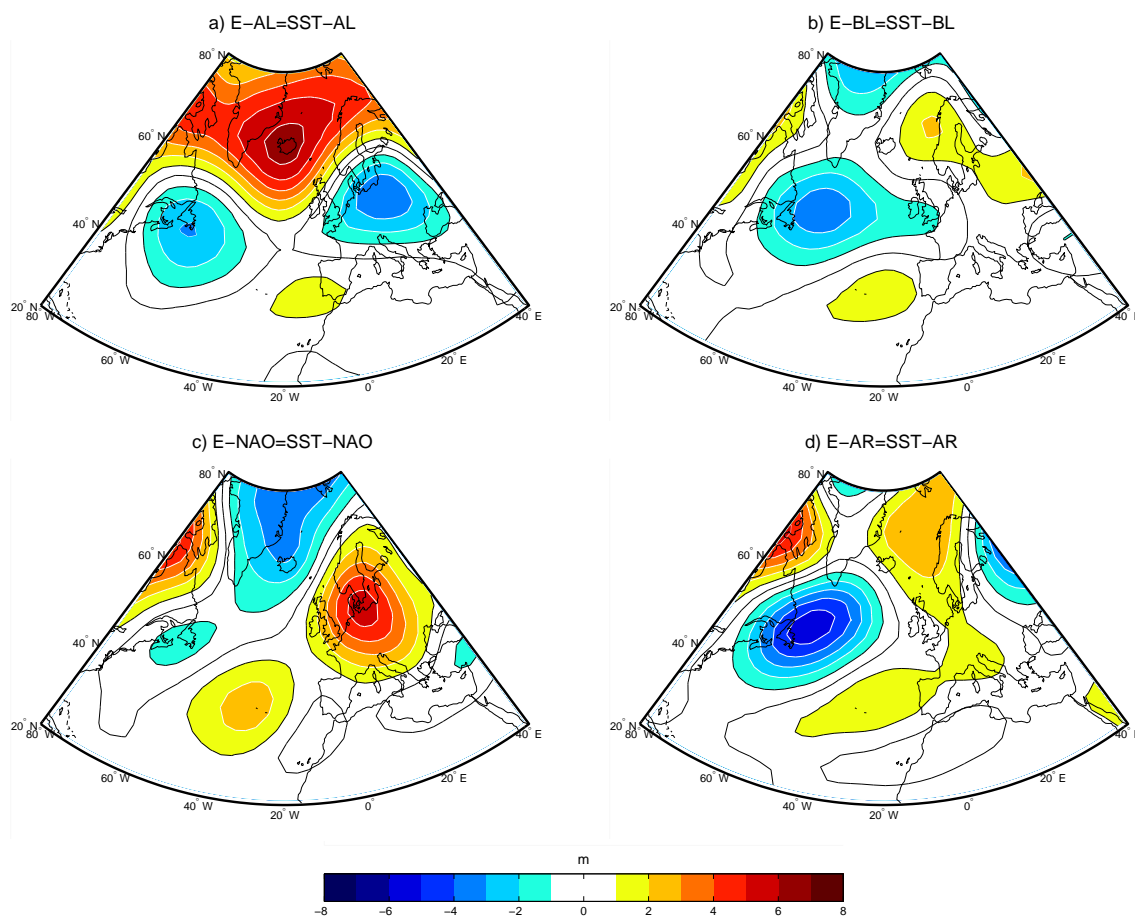 a) E−AL=SST−AL
b) E−BL=SST−BL
80° N
60° N
40° N
20° N
80° W
60° W
40° W
20° W
0°
20° E
40° E
80° N
60° N
40° N
20° N
80° W
60° W
40° W
20° W
0°
20° E
40° E
c) E−NAO=SST−NAO
d) E−AR=SST−AR
80° N
60° N
40° N
20° N
80° W
60° W
40° W
20° W
0°
20° E
40° E
80° N
60° N
40° N
20° N
80° W
60° W
40° W
20° W
0°
20° E
40° E
m
−8 −6 −4 −2 0 2 4 6 8